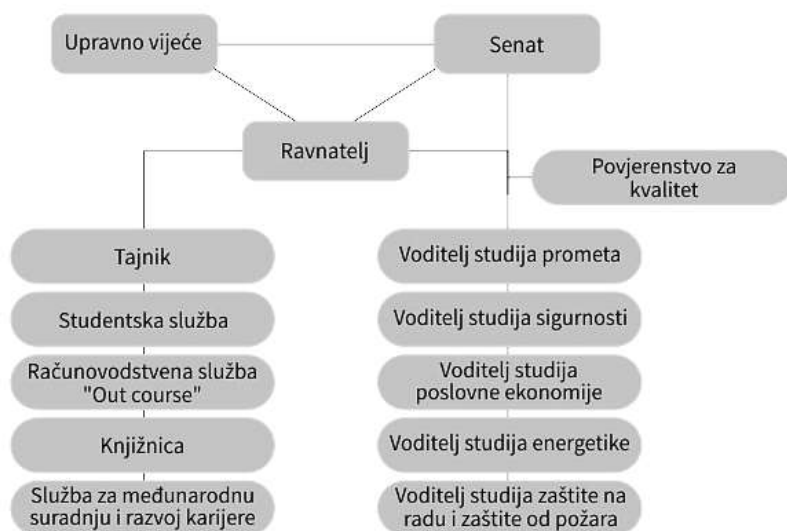 Upravno vijeće
Senat
Ravnatelj
Povjerenstvo za
kvalitet
Tajnik
Studentska služba
Računovodstvena služba
"Out course"
Knjižnica
Služba za međunarodnu
suradnju i razvoj karijere
Voditelj studija prometa
Voditelj studija sigurnosti
Voditelj studija
poslovne ekonomije
Voditelj studija energetike
Voditelj studija zaštite na
radu i zaštite od požara